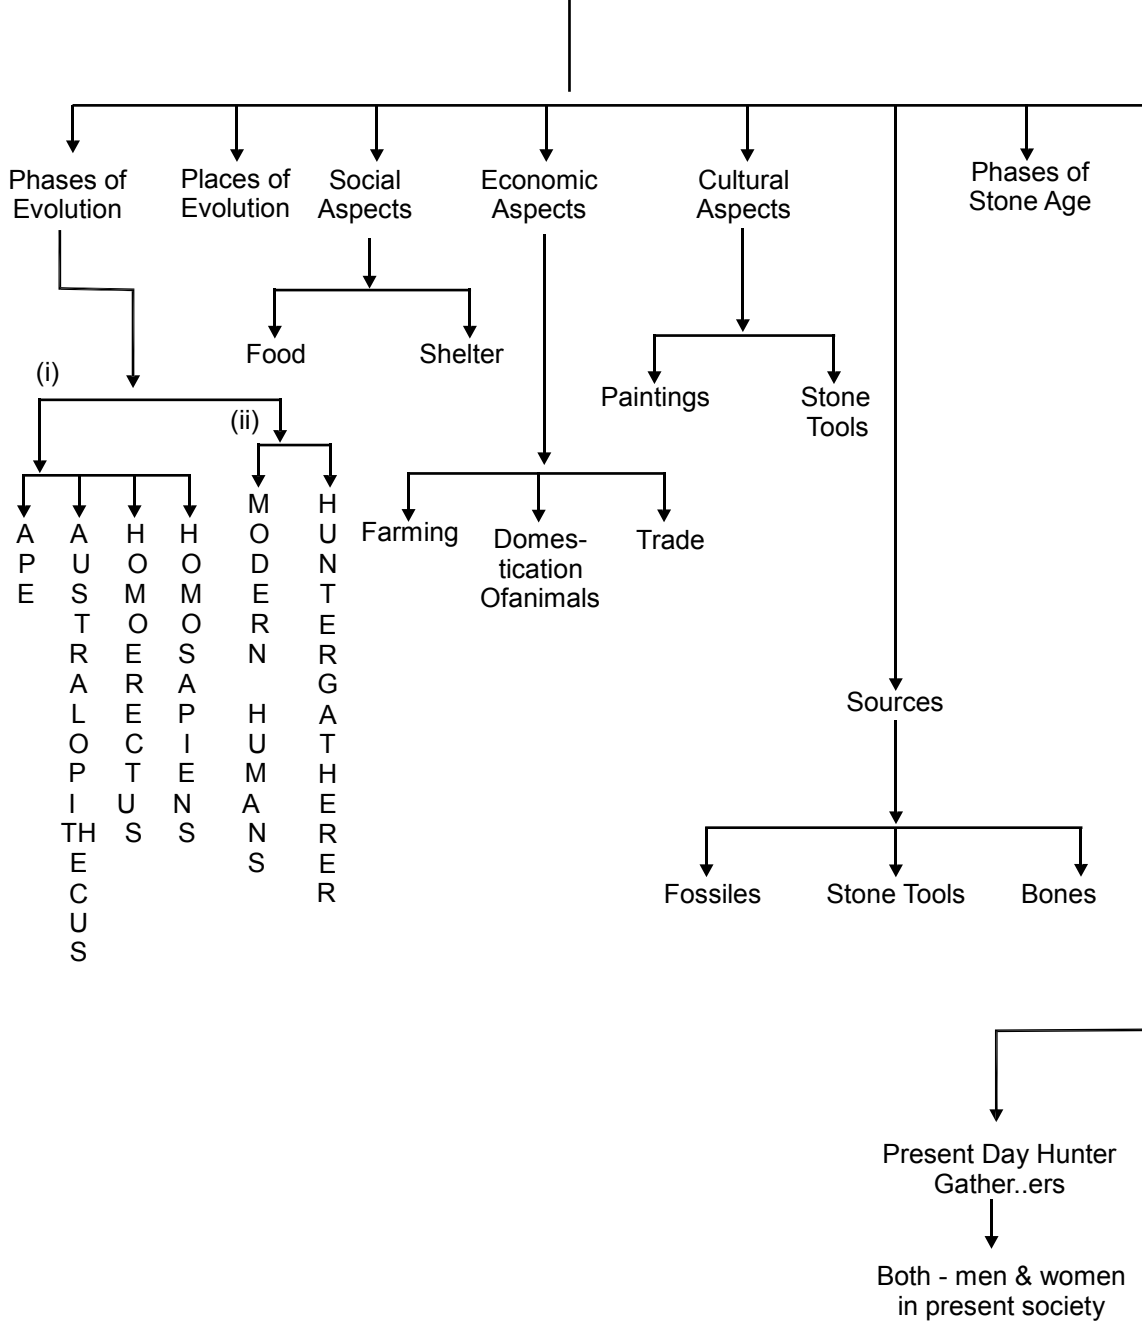 Phases of
Evolution
Places of
Evolution
Social
Aspects
Economic
Aspects
Cultural
Aspects
Phases of
Stone Age
Food
Shelter
Paintings
Stone
Tools
(i)
(ii)
APE
AUSTRALOPITHECUS
HOMOERECTUS
HOMOSAPIENS
MODERN HUMANS
HUNTERGATHERER
Farming
Domes-
tication
Ofanimals
Trade
Sources
Fossiles
Stone Tools
Bones
Present Day Hunter
Gather..ers
Both - men & women
in present society